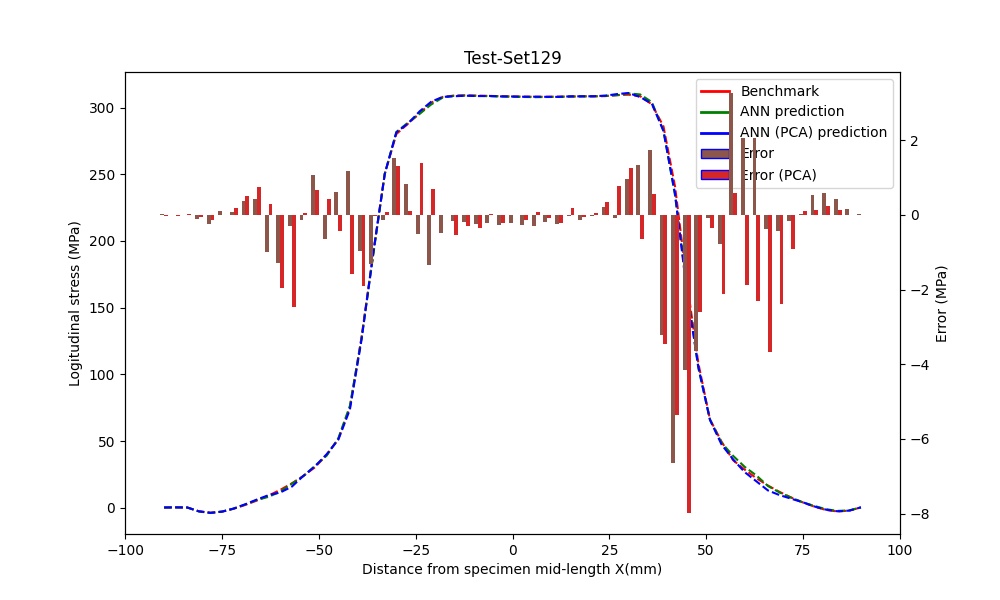 Test-Set129
Benchmark
ANN prediction
ANN (PCA) prediction
Error
Error (PCA)
300
250
200
150
100
50
0
2
0
−2
−4
−6
−8
Logitudinal stress (MPa)
Error (MPa)
−100
−75
−50
−25
0
25
50
75
100
Distance from specimen mid-length X(mm)